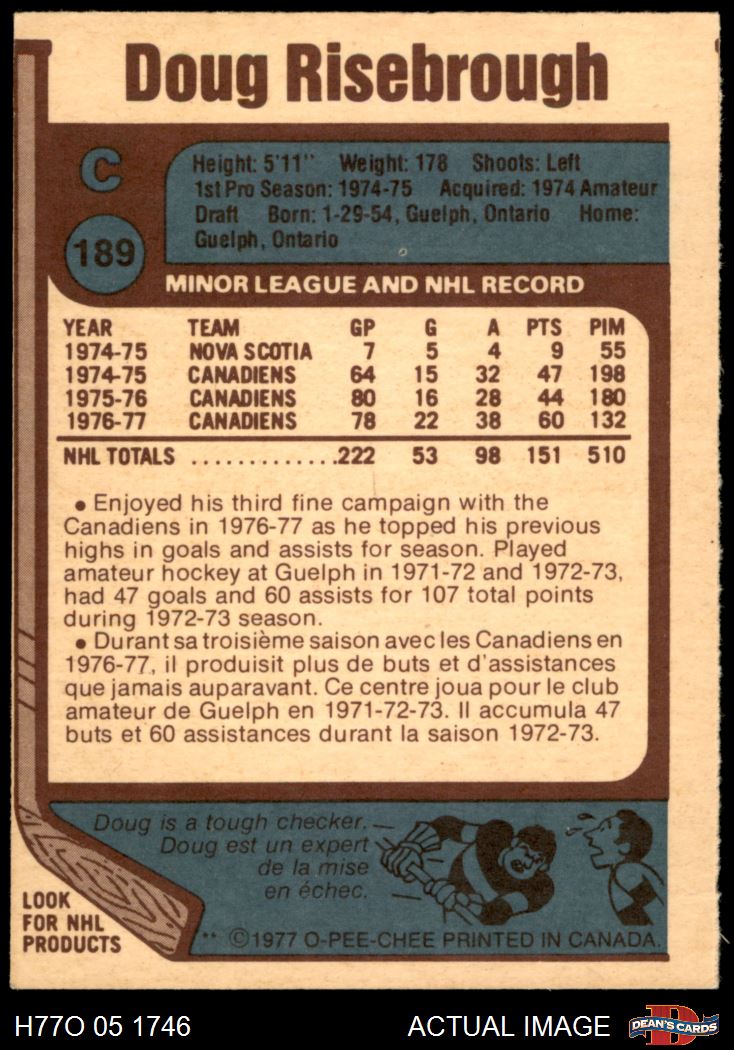 Doug Risebrough
C
Height: 5'11" Weight: 178 Shoots: Left
1st Pro Season: 1974-75 Acquired: 1974 Amateur
Draft Born: 1-29-54, Guelph, Ontario Home:
Guelph, Ontario
189
MINOR LEAGUE AND NHL RECORD
YEAR TEAM GP G A PTS PIM
1974-75 NOVA SCOTIA 7 5 4 9 55
1974-75 CANADIENS 64 15 32 47 198
1975-76 CANADIENS 80 16 28 44 180
1976-77 CANADIENS 78 22 38 60 132
NHL TOTALS .............222 53 98 151 510
• Enjoyed his third fine campaign with the
Canadiens in 1976-77 as he topped his previous
highs in goals and assists for season. Played
amateur hockey at Guelph in 1971-72 and 1972-73,
had 47 goals and 60 assists for 107 total points
during 1972-73 season.
• Durant sa troisième saison avec les Canadiens en
1976-77, il produisit plus de buts et d'assistances
que jamais auparavant. Ce centre joua pour le club
amateur de Guelph en 1971-72-73. Il accumula 47
buts et 60 assistances durant la saison 1972-73.
Doug is a tough checker.
Doug est un expert
de la mise
en échec.
LOOK
FOR NHL
PRODUCTS
** ©1977 O-PEE-CHEE PRINTED IN CANADA.
H77O 05 1746
ACTUAL IMAGE
D
DEAN'S CARDS